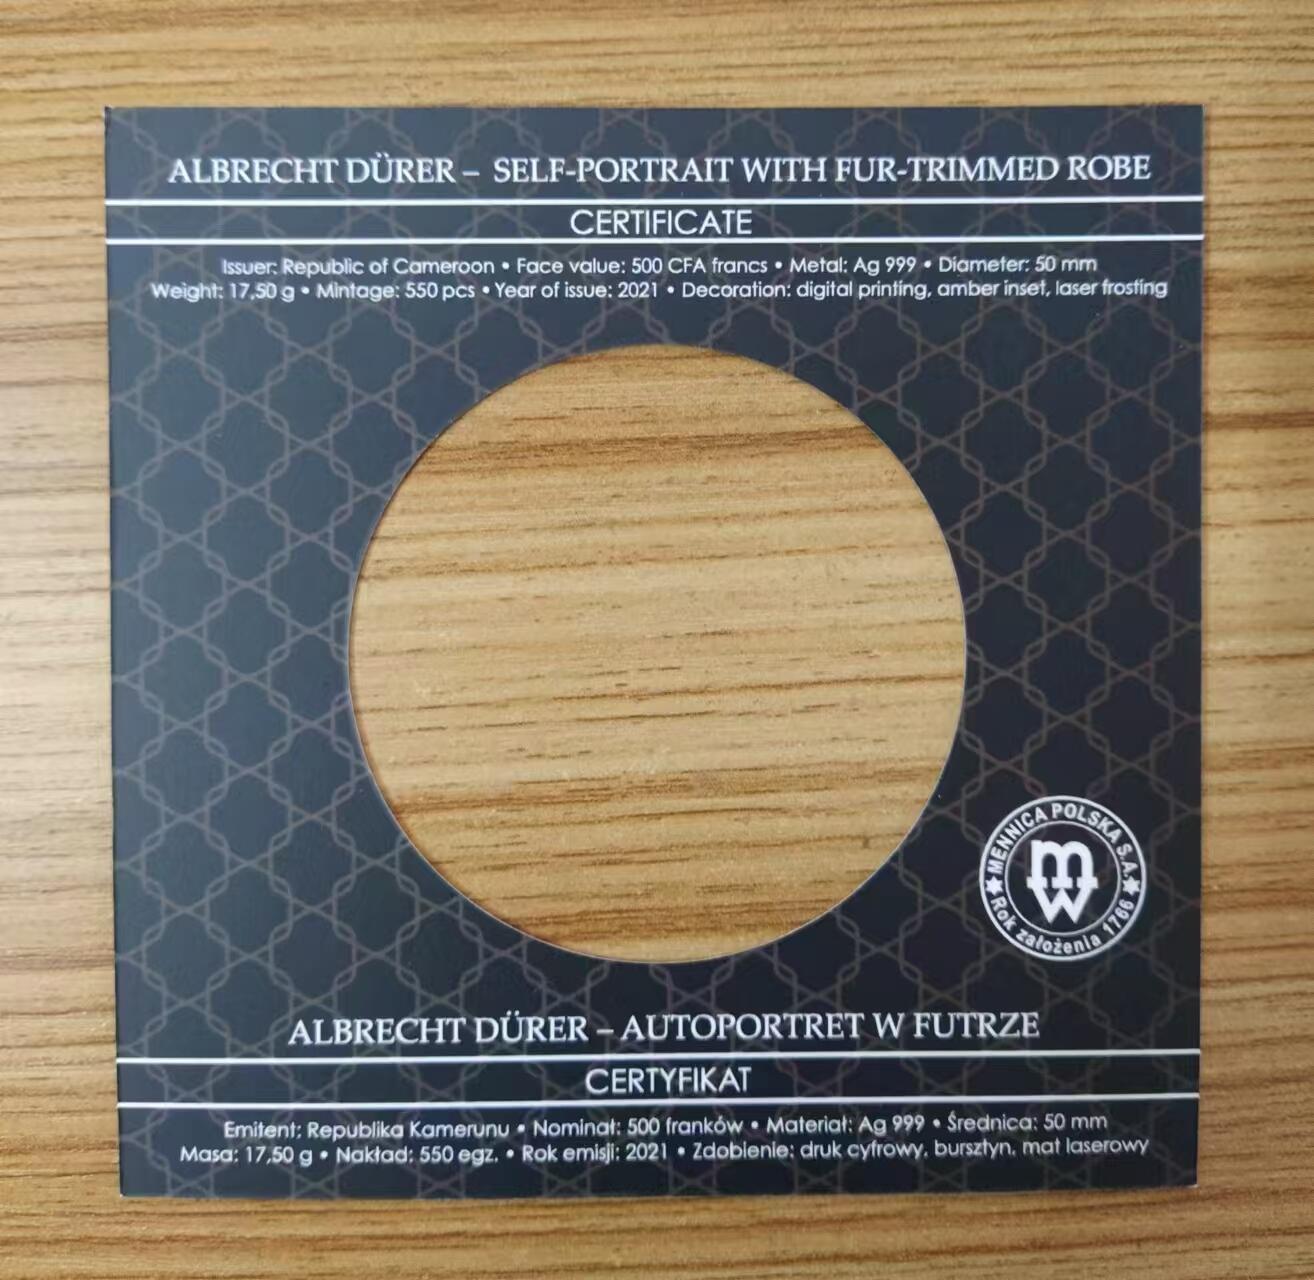 ALBRECHT DÜRER – SELF-PORTRAIT WITH FUR-TRIMMED ROBE
CERTIFICATE
Issuer: Republic of Cameroon • Face value: 500 CFA francs • Metal: Ag 999 • Diameter: 50 mm
Weight: 17,50 g • Mintage: 550 pcs • Year of issue: 2021 • Decoration: digital printing, amber inset, laser frosting
MENNICA POLSKA S.A.
mw
Rok założenia 1766
ALBRECHT DÜRER – AUTOPORTRET W FUTRZE
CERTYFIKAT
Emitent: Republika Kamerunu • Nominał: 500 franków • Materiał: Ag 999 • Średnica: 50 mm
Masa: 17,50 g • Nakład: 550 egz. • Rok emisji: 2021 • Zdobienie: druk cyfrowy, bursztyn, mat laserowy